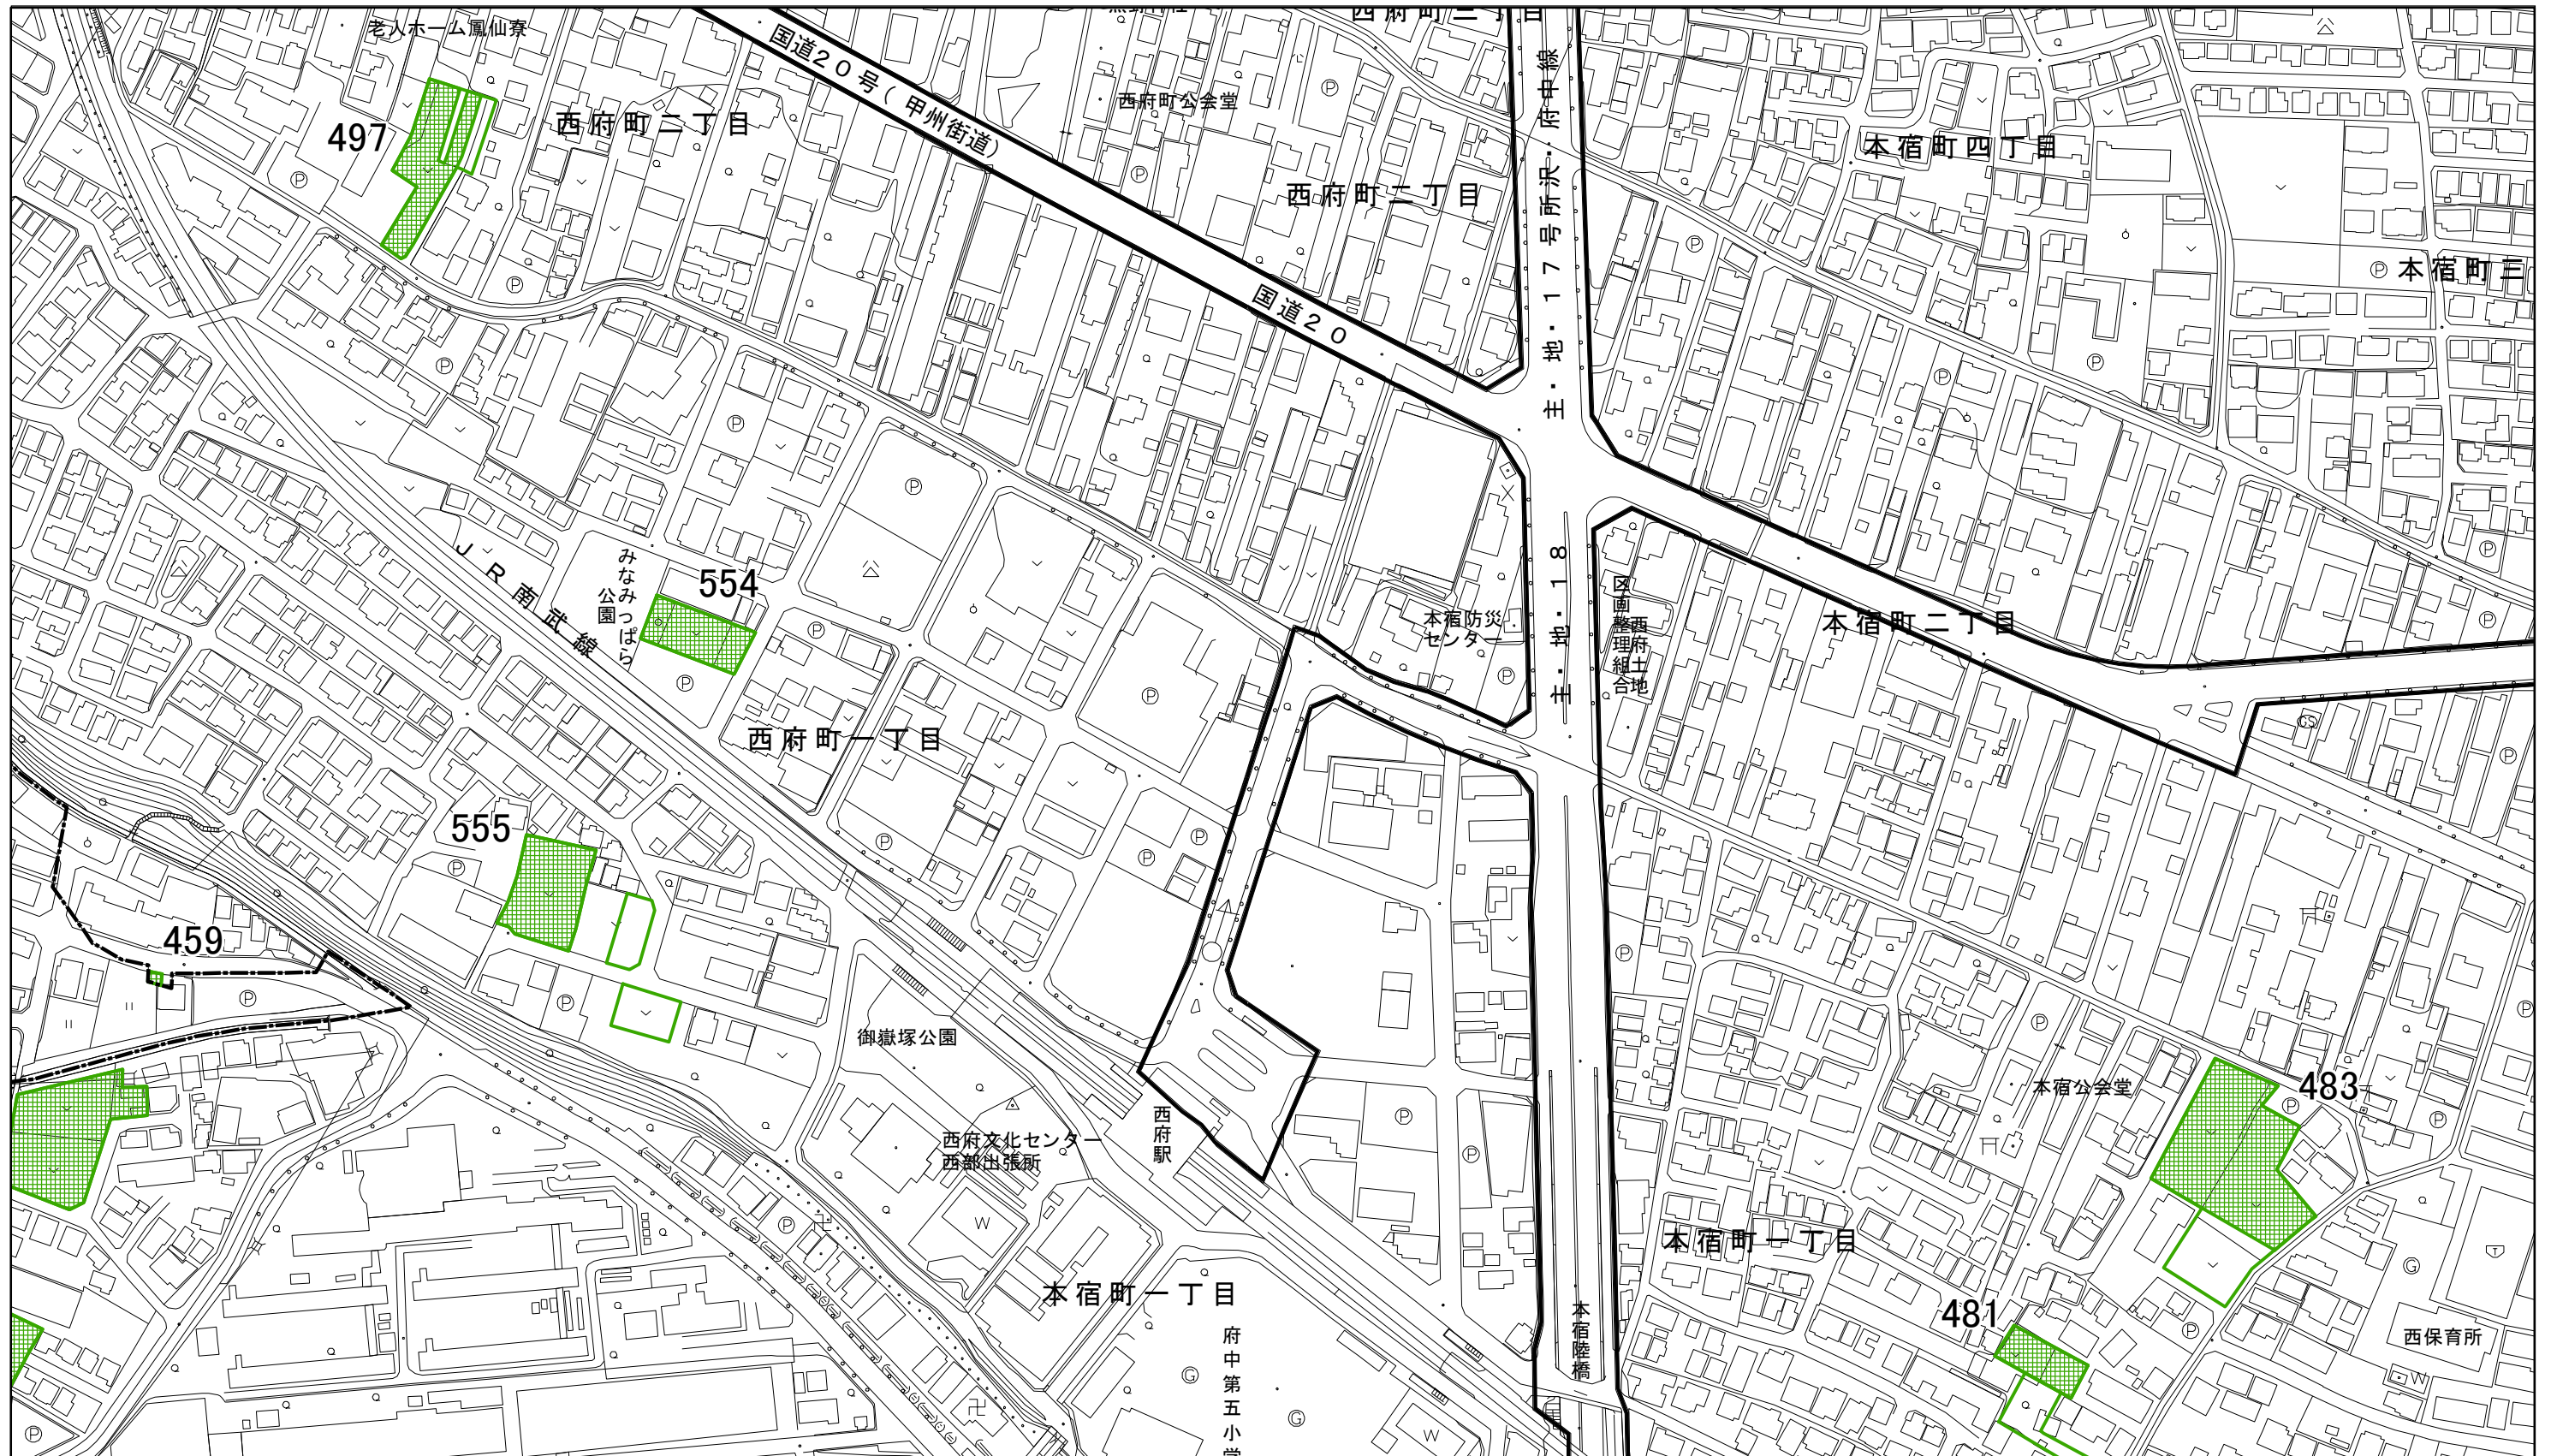 老人ホーム鳳仙寮
497
西府町二丁目
国道20号(甲州街道)
西府町公会堂
西府町三丁目
西府町二丁目
主・地・17号所沢・府中線
本宿町四丁目
本宿町三
国道20
みなみっぱら
公園
554
JR南武線
西府町一丁目
本宿防災
センター
主・地・18
西府土地
区画整理組合
本宿町二丁目
GS
555
459
御嶽塚公園
西府文化センター
西部出張所
西府駅
本宿公会堂
483
本宿町一丁目
本宿町一丁目
481
本宿陸橋
西保育所
府中第五小学